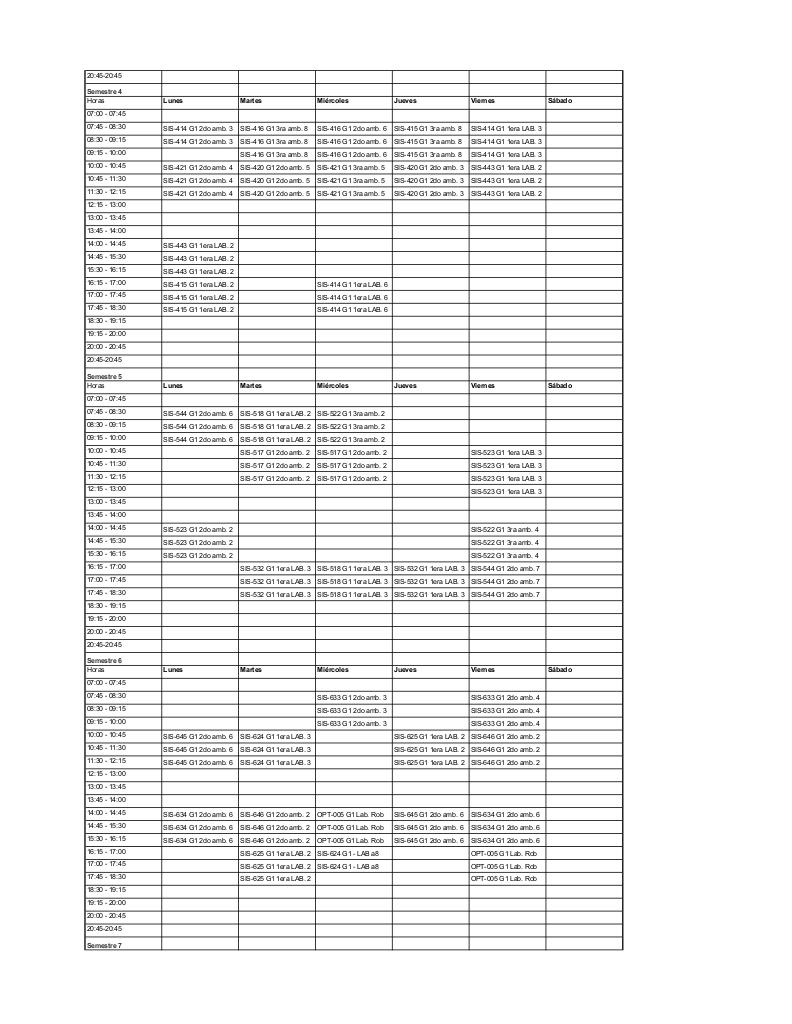 20:45-20:45
Semestre 4
Horas Lunes Martes Miércoles Jueves Viernes Sábado
07:00 - 07:45
07:45 - 08:30 SIS-414 G1 2do amb. 3 SIS-416 G1 3ra amb. 8 SIS-416 G1 2do amb. 6 SIS-415 G1 3ra amb. 8 SIS-414 G1 1era LAB. 3
08:30 - 09:15 SIS-414 G1 2do amb. 3 SIS-416 G1 3ra amb. 8 SIS-416 G1 2do amb. 6 SIS-415 G1 3ra amb. 8 SIS-414 G1 1era LAB. 3
09:15 - 10:00 SIS-416 G1 3ra amb. 8 SIS-416 G1 2do amb. 6 SIS-415 G1 3ra amb. 8 SIS-414 G1 1era LAB. 3
10:00 - 10:45 SIS-421 G1 2do amb. 4 SIS-420 G1 2do amb. 5 SIS-421 G1 3ra amb. 5 SIS-420 G1 2do amb. 3 SIS-443 G1 1era LAB. 2
10:45 - 11:30 SIS-421 G1 2do amb. 4 SIS-420 G1 2do amb. 5 SIS-421 G1 3ra amb. 5 SIS-420 G1 2do amb. 3 SIS-443 G1 1era LAB. 2
11:30 - 12:15 SIS-421 G1 2do amb. 4 SIS-420 G1 2do amb. 5 SIS-421 G1 3ra amb. 5 SIS-420 G1 2do amb. 3 SIS-443 G1 1era LAB. 2
12:15 - 13:00
13:00 - 13:45
13:45 - 14:00
14:00 - 14:45 SIS-443 G1 1era LAB. 2
14:45 - 15:30 SIS-443 G1 1era LAB. 2
15:30 - 16:15 SIS-443 G1 1era LAB. 2
16:15 - 17:00 SIS-415 G1 1era LAB. 2 SIS-414 G1 1era LAB. 6
17:00 - 17:45 SIS-415 G1 1era LAB. 2 SIS-414 G1 1era LAB. 6
17:45 - 18:30 SIS-415 G1 1era LAB. 2 SIS-414 G1 1era LAB. 6
18:30 - 19:15
19:15 - 20:00
20:00 - 20:45
20:45-20:45
Semestre 5
Horas Lunes Martes Miércoles Jueves Viernes Sábado
07:00 - 07:45
07:45 - 08:30 SIS-544 G1 2do amb. 6 SIS-518 G1 1era LAB. 2 SIS-522 G1 3ra amb. 2
08:30 - 09:15 SIS-544 G1 2do amb. 6 SIS-518 G1 1era LAB. 2 SIS-522 G1 3ra amb. 2
09:15 - 10:00 SIS-544 G1 2do amb. 6 SIS-518 G1 1era LAB. 2 SIS-522 G1 3ra amb. 2
10:00 - 10:45 SIS-517 G1 2do amb. 2 SIS-517 G1 2do amb. 2 SIS-523 G1 1era LAB. 3
10:45 - 11:30 SIS-517 G1 2do amb. 2 SIS-517 G1 2do amb. 2 SIS-523 G1 1era LAB. 3
11:30 - 12:15 SIS-517 G1 2do amb. 2 SIS-517 G1 2do amb. 2 SIS-523 G1 1era LAB. 3
12:15 - 13:00 SIS-523 G1 1era LAB. 3
13:00 - 13:45
13:45 - 14:00
14:00 - 14:45 SIS-523 G1 2do amb. 2 SIS-522 G1 3ra amb. 4
14:45 - 15:30 SIS-523 G1 2do amb. 2 SIS-522 G1 3ra amb. 4
15:30 - 16:15 SIS-523 G1 2do amb. 2 SIS-522 G1 3ra amb. 4
16:15 - 17:00 SIS-532 G1 1era LAB. 3 SIS-518 G1 1era LAB. 3 SIS-532 G1 1era LAB. 3 SIS-544 G1 2do amb. 7
17:00 - 17:45 SIS-532 G1 1era LAB. 3 SIS-518 G1 1era LAB. 3 SIS-532 G1 1era LAB. 3 SIS-544 G1 2do amb. 7
17:45 - 18:30 SIS-532 G1 1era LAB. 3 SIS-518 G1 1era LAB. 3 SIS-532 G1 1era LAB. 3 SIS-544 G1 2do amb. 7
18:30 - 19:15
19:15 - 20:00
20:00 - 20:45
20:45-20:45
Semestre 6
Horas Lunes Martes Miércoles Jueves Viernes Sábado
07:00 - 07:45
07:45 - 08:30 SIS-633 G1 2do amb. 3 SIS-633 G1 2do amb. 4
08:30 - 09:15 SIS-633 G1 2do amb. 3 SIS-633 G1 2do amb. 4
09:15 - 10:00 SIS-633 G1 2do amb. 3 SIS-633 G1 2do amb. 4
10:00 - 10:45 SIS-645 G1 2do amb. 6 SIS-624 G1 1era LAB. 3 SIS-625 G1 1era LAB. 2 SIS-646 G1 2do amb. 2
10:45 - 11:30 SIS-645 G1 2do amb. 6 SIS-624 G1 1era LAB. 3 SIS-625 G1 1era LAB. 2 SIS-646 G1 2do amb. 2
11:30 - 12:15 SIS-645 G1 2do amb. 6 SIS-624 G1 1era LAB. 3 SIS-625 G1 1era LAB. 2 SIS-646 G1 2do amb. 2
12:15 - 13:00
13:00 - 13:45
13:45 - 14:00
14:00 - 14:45 SIS-634 G1 2do amb. 6 SIS-646 G1 2do amb. 2 OPT-005 G1 Lab. Rob SIS-645 G1 2do amb. 6 SIS-634 G1 2do amb. 6
14:45 - 15:30 SIS-634 G1 2do amb. 6 SIS-646 G1 2do amb. 2 OPT-005 G1 Lab. Rob SIS-645 G1 2do amb. 6 SIS-634 G1 2do amb. 6
15:30 - 16:15 SIS-634 G1 2do amb. 6 SIS-646 G1 2do amb. 2 OPT-005 G1 Lab. Rob SIS-645 G1 2do amb. 6 SIS-634 G1 2do amb. 6
16:15 - 17:00 SIS-625 G1 1era LAB. 2 SIS-624 G1 - LAB a8 OPT-005 G1 Lab. Rob
17:00 - 17:45 SIS-625 G1 1era LAB. 2 SIS-624 G1 - LAB a8 OPT-005 G1 Lab. Rob
17:45 - 18:30 SIS-625 G1 1era LAB. 2 OPT-005 G1 Lab. Rob
18:30 - 19:15
19:15 - 20:00
20:00 - 20:45
20:45-20:45
Semestre 7